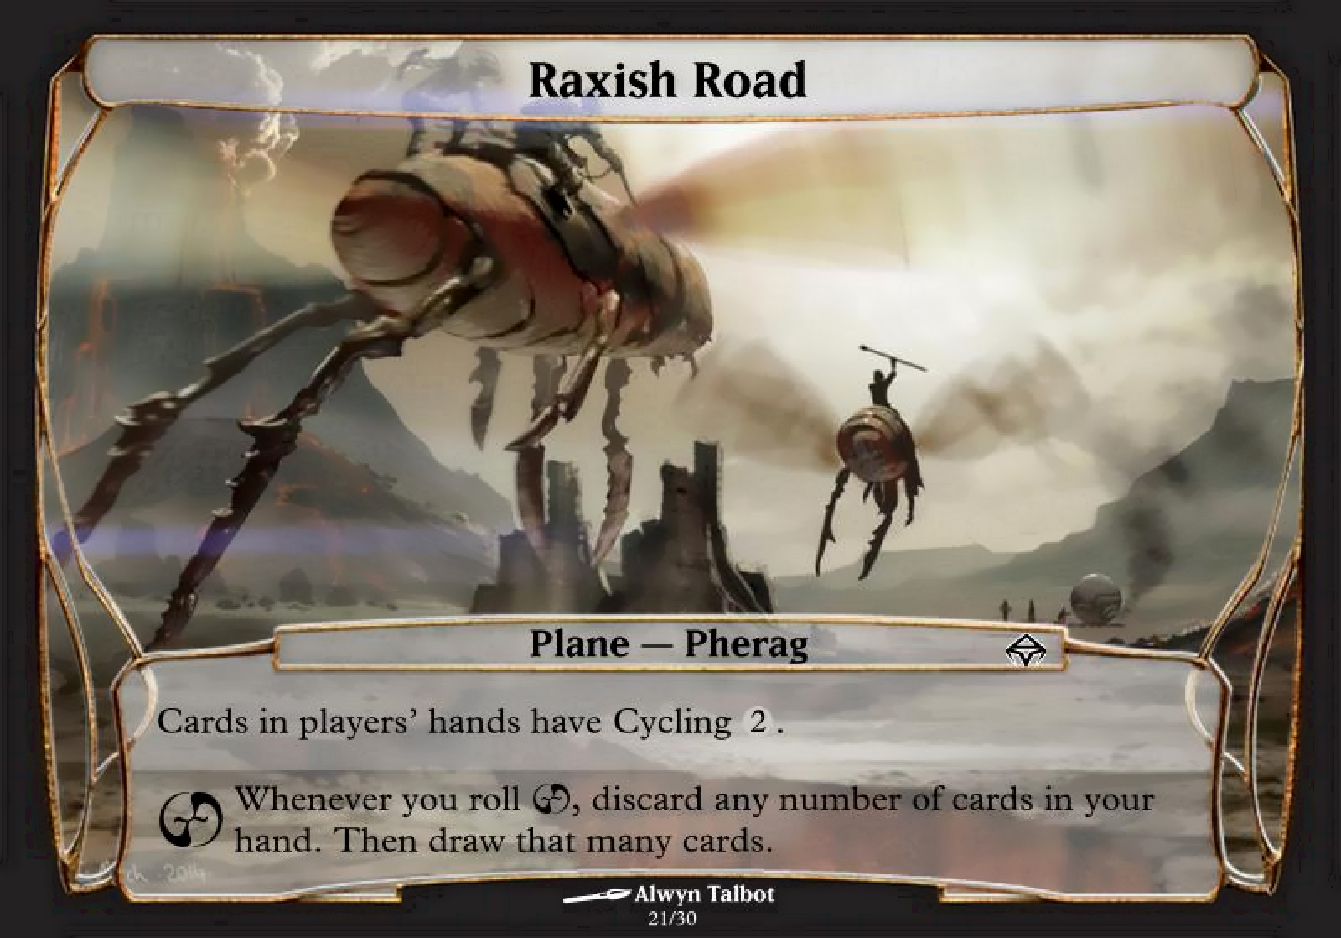 Raxish Road
Plane — Pherag
Cards in players' hands have Cycling 2.
Whenever you roll , discard any number of cards in your
hand. Then draw that many cards.
2014
Alwyn Talbot
21/30